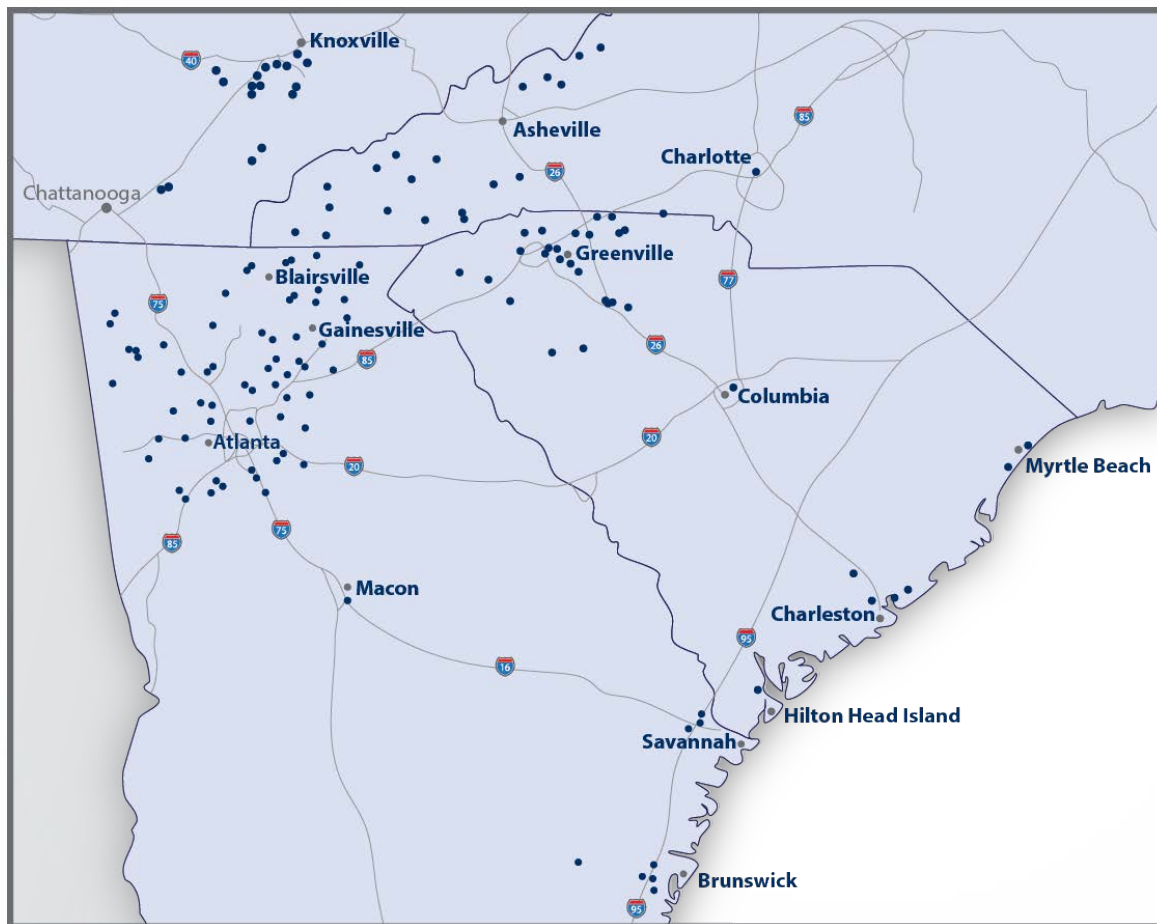 Knoxville
40
Asheville
85
Charlotte
26
Chattanooga
Greenville
Blairsville
77
75
Gainesville
26
85
Columbia
20
Atlanta
20
Myrtle Beach
75
85
Macon
Charleston
95
16
Hilton Head Island
Savannah
Brunswick
95